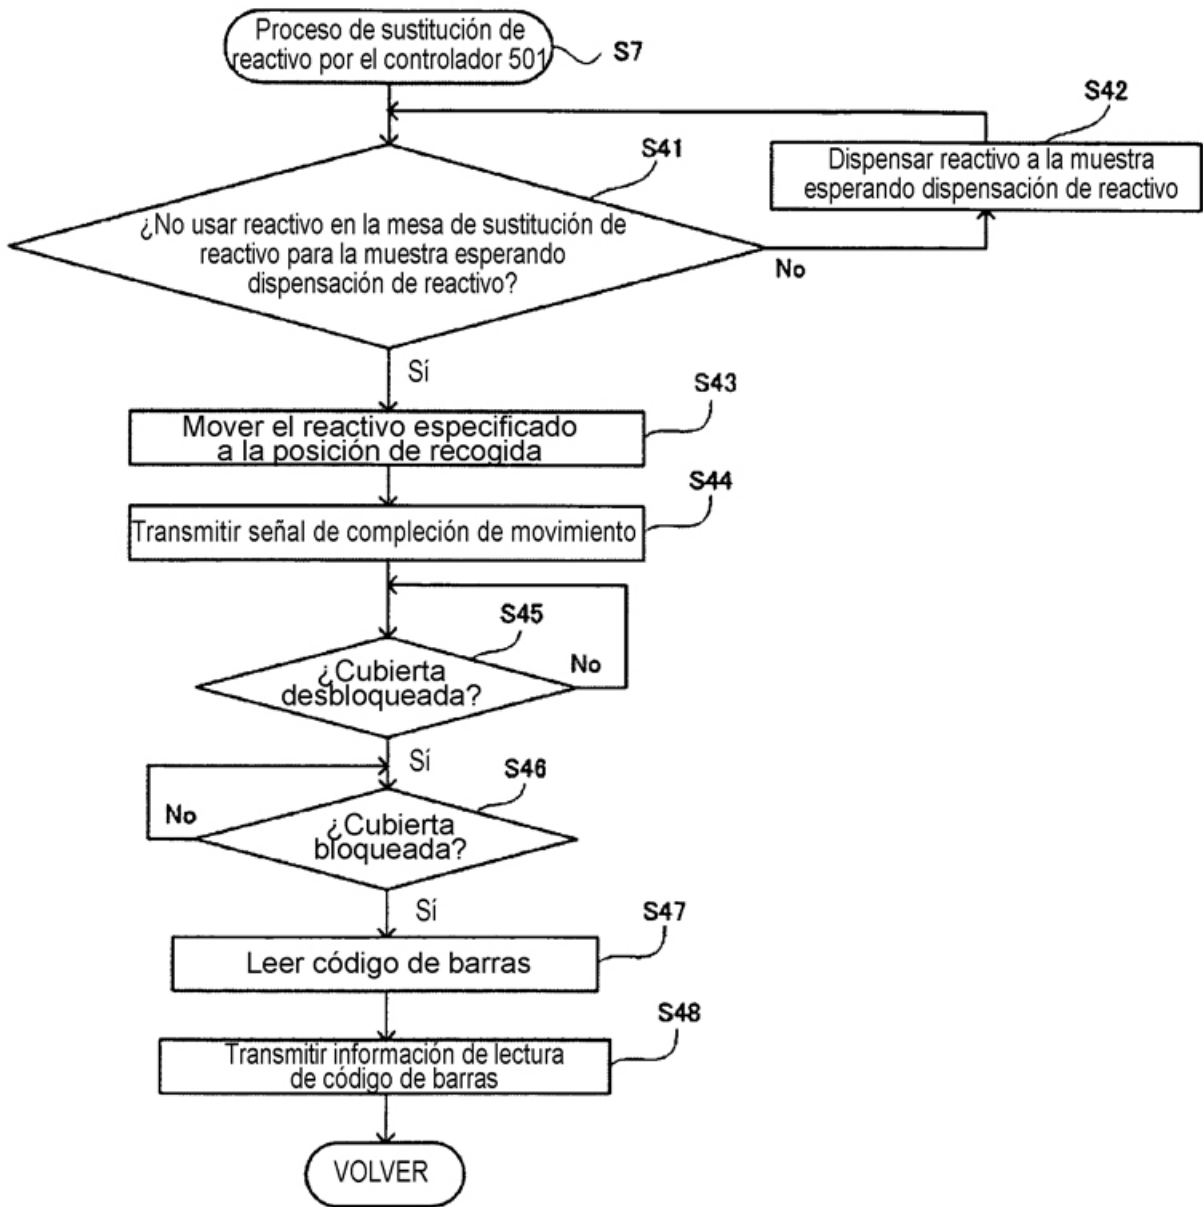 Proceso de sustitución de
reactivo por el controlador 501
S7
S42
Dispensar reactivo a la muestra
esperando dispensación de reactivo
S41
¿No usar reactivo en la mesa de sustitución de
reactivo para la muestra esperando
dispensación de reactivo?
No
Sí
S43
Mover el reactivo especificado
a la posición de recogida
S44
Transmitir señal de compleción de movimiento
S45
¿Cubierta
desbloqueada?
No
Sí
S46
¿Cubierta
bloqueada?
No
Sí
S47
Leer código de barras
S48
Transmitir información de lectura
de código de barras
VOLVER